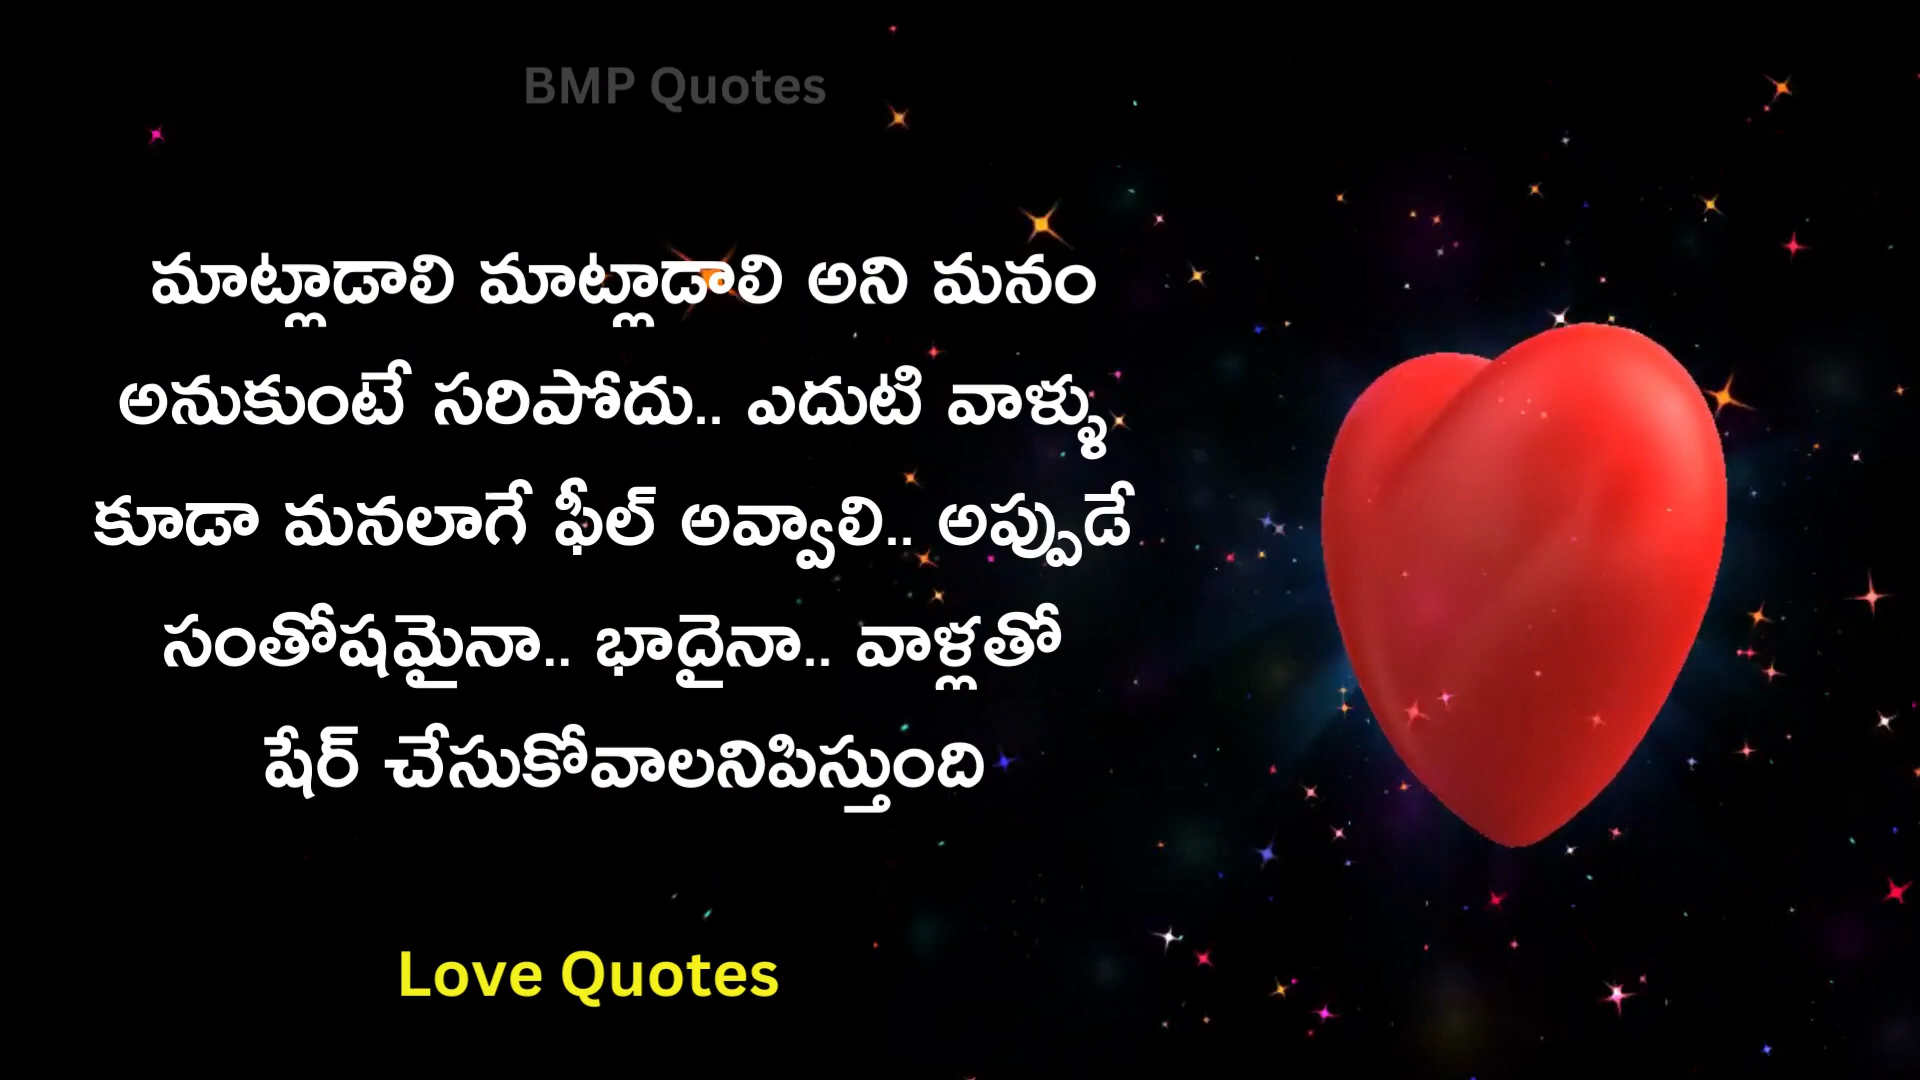 BMP Quotes
మాట్లాడాలి మాట్లాడాలి అని మనం
అనుకుంటే సరిపోదు.. ఎదుటి వాళ్ళు
కూడా మనలాగే ఫీల్ అవ్వాలి.. అప్పుడే
సంతోషమైనా.. భాదైనా.. వాళ్లతో
షేర్ చేసుకోవాలనిపిస్తుంది
Love Quotes